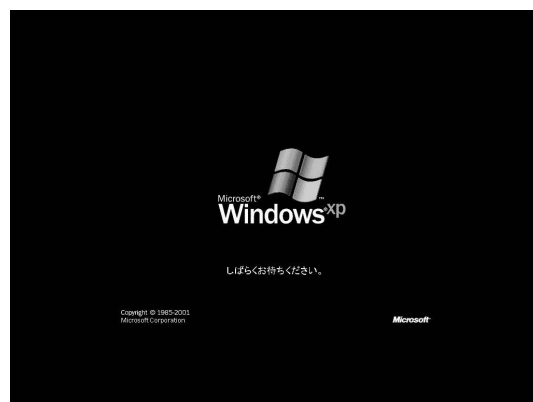 Microsoft®
Windows®xp™
しばらくお待ちください。
Copyright © 1985-2001
Microsoft Corporation
Microsoft®